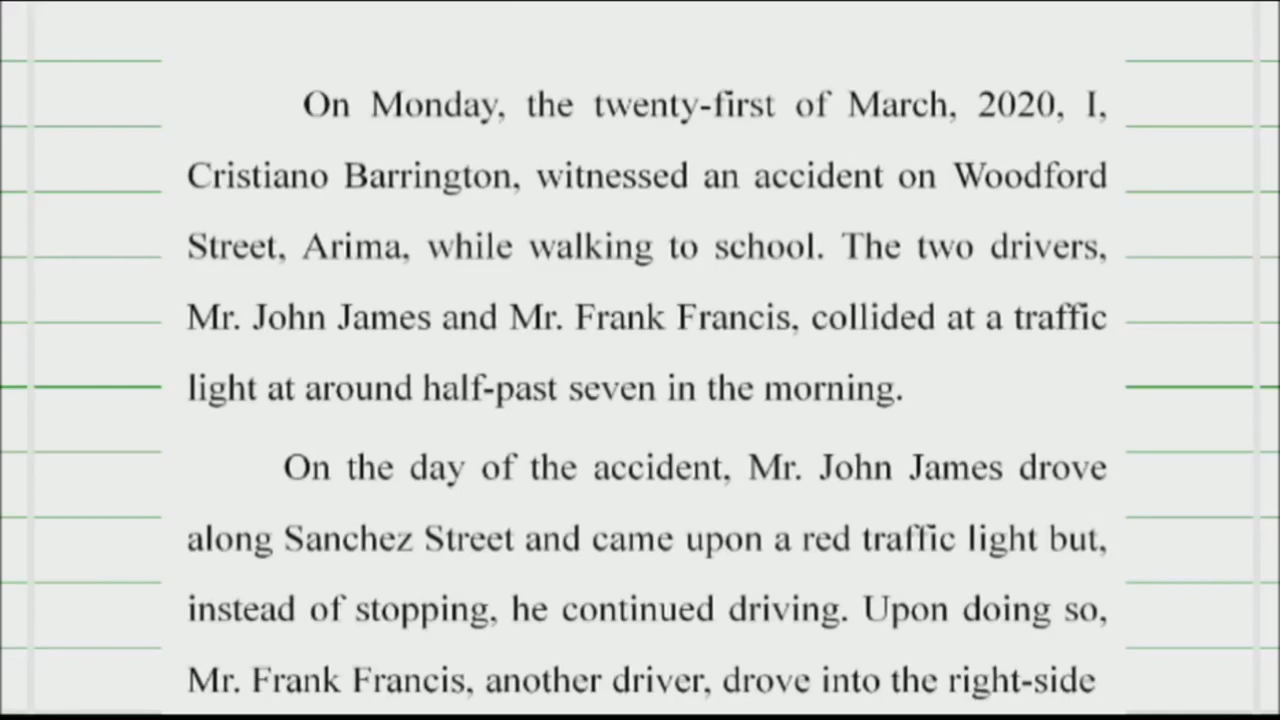 On Monday, the twenty-first of March, 2020, I,
Cristiano Barrington, witnessed an accident on Woodford
Street, Arima, while walking to school. The two drivers,
Mr. John James and Mr. Frank Francis, collided at a traffic
light at around half-past seven in the morning.
On the day of the accident, Mr. John James drove
along Sanchez Street and came upon a red traffic light but,
instead of stopping, he continued driving. Upon doing so,
Mr. Frank Francis, another driver, drove into the right-side